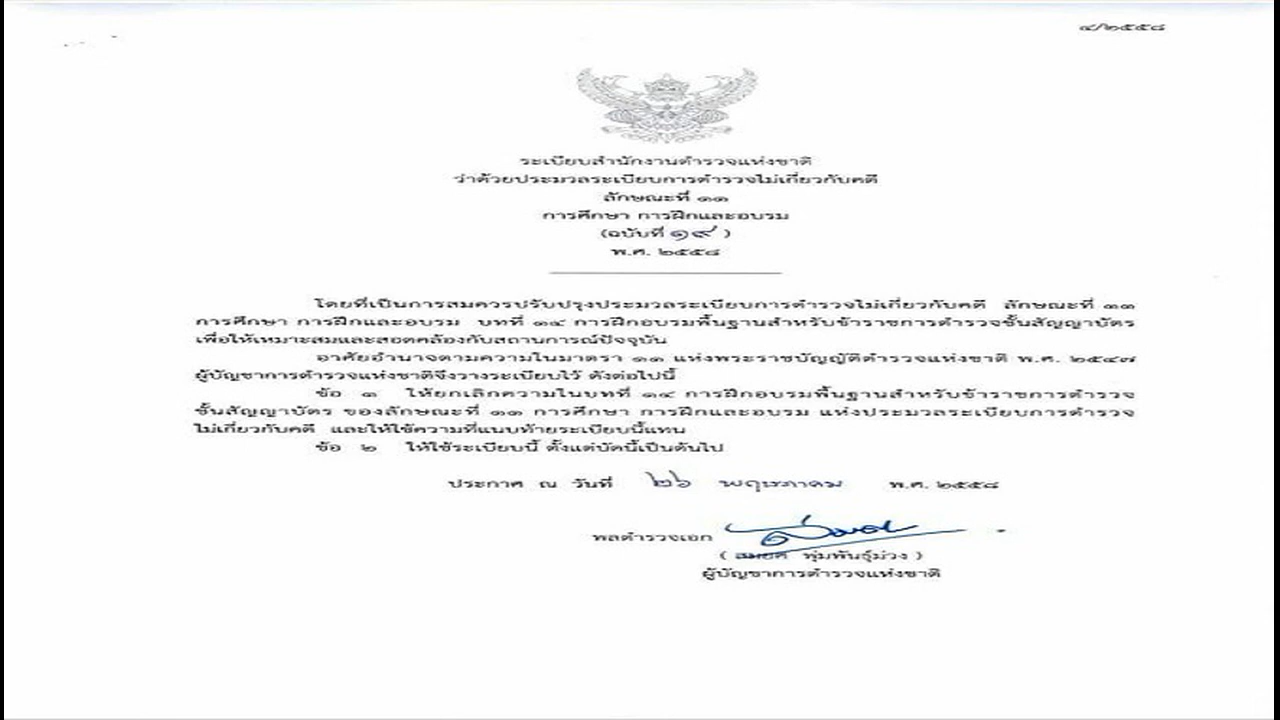 ๔/๒๕๕๘
ระเบียบสำนักงานตำรวจแห่งชาติ
ว่าด้วยประมวลระเบียบการตำรวจไม่เกี่ยวกับคดี
ลักษณะที่ ๑๑
การศึกษา การฝึกและอบรม
(ฉบับที่ ๑๙ )
พ.ศ. ๒๕๕๘
โดยที่เป็นการสมควรปรับปรุงประมวลระเบียบการตำรวจไม่เกี่ยวกับคดี ลักษณะที่ ๑๑
การศึกษา การฝึกและอบรม บทที่ ๑๔ การฝึกอบรมพื้นฐานสำหรับข้าราชการตำรวจชั้นสัญญาบัตร
เพื่อให้เหมาะสมและสอดคล้องกับสถานการณ์ปัจจุบัน
อาศัยอำนาจตามความในมาตรา ๑๑ แห่งพระราชบัญญัติตำรวจแห่งชาติ พ.ศ. ๒๕๔๗
ผู้บัญชาการตำรวจแห่งชาติจึงวางระเบียบไว้ ดังต่อไปนี้
ข้อ ๑ ให้ยกเลิกความในบทที่ ๑๔ การฝึกอบรมพื้นฐานสำหรับข้าราชการตำรวจ
ชั้นสัญญาบัตร ของลักษณะที่ ๑๑ การศึกษา การฝึกและอบรม แห่งประมวลระเบียบการตำรวจ
ไม่เกี่ยวกับคดี และให้ใช้ความที่แนบท้ายระเบียบนี้แทน
ข้อ ๒ ให้ใช้ระเบียบนี้ ตั้งแต่บัดนี้เป็นต้นไป
ประกาศ ณ วันที่ ๒๖ พฤษภาคม พ.ศ. ๒๕๕๘
พลตำรวจเอก
( สมยศ พุ่มพันธุ์ม่วง )
ผู้บัญชาการตำรวจแห่งชาติ